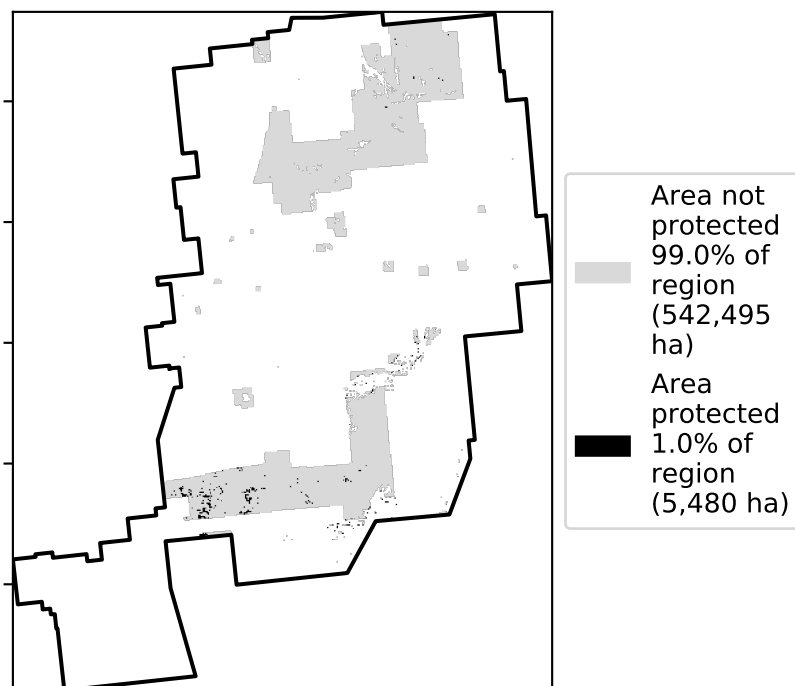 Area not
protected
99.0% of
region
(542,495
ha)
Area
protected
1.0% of
region
(5,480 ha)